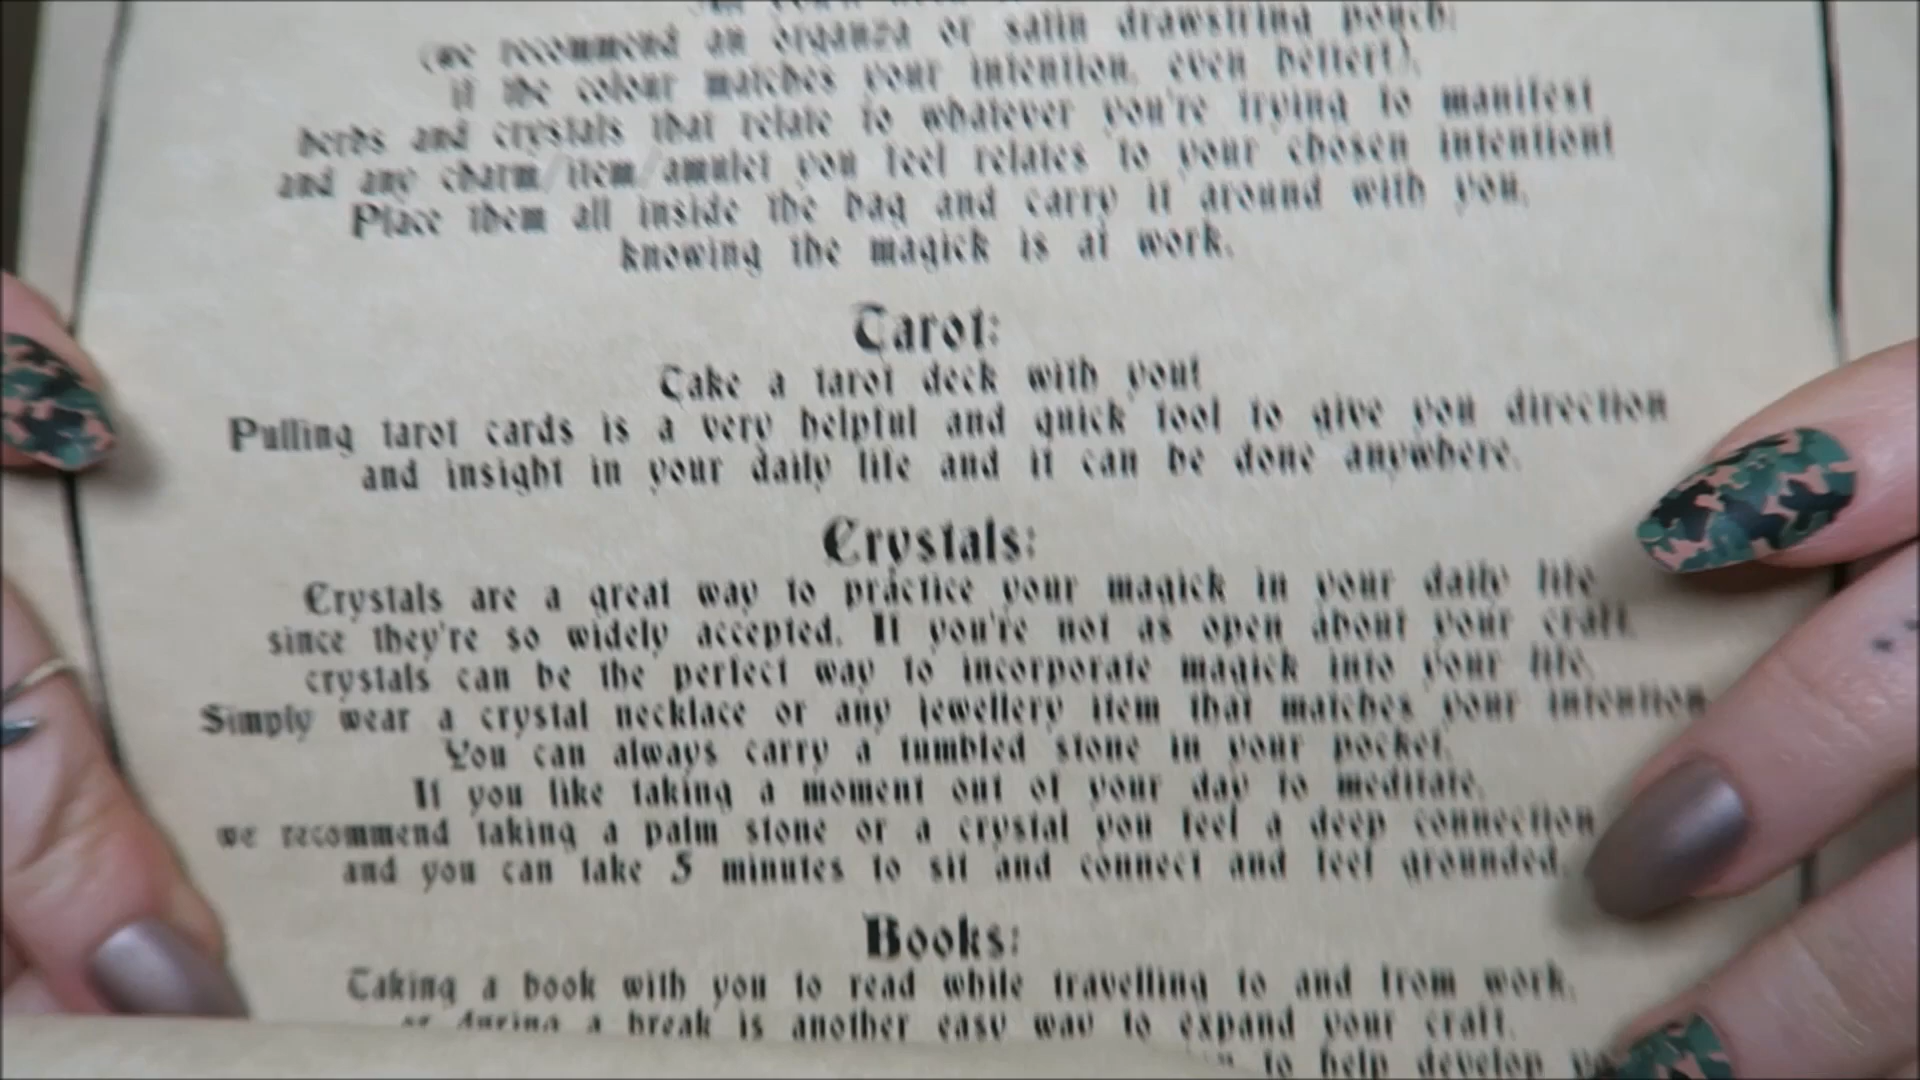 (we recommend an organza or satin drawstring pouch.
if the colour matches your intention, even better!).
herbs and crystals that relate to whatever you're trying to manifest
and any charm/item/amulet you feel relates to your chosen intention!
Place them all inside the bag and carry it around with you,
knowing the magick is at work.
Tarot:
Take a tarot deck with you!
Pulling tarot cards is a very helpful and quick tool to give you direction
and insight in your daily life and it can be done anywhere.
Crystals:
Crystals are a great way to practice your magick in your daily life
since they're so widely accepted. If you're not as open about your craft,
crystals can be the perfect way to incorporate magick into your life.
Simply wear a crystal necklace or any jewellery item that matches your intention
You can always carry a tumbled stone in your pocket.
If you like taking a moment out of your day to meditate,
we recommend taking a palm stone or a crystal you feel a deep connection
and you can take 5 minutes to sit and connect and feel grounded.
Books:
Taking a book with you to read while travelling to and from work,
or during a break is another easy way to expand your craft.
to help develop